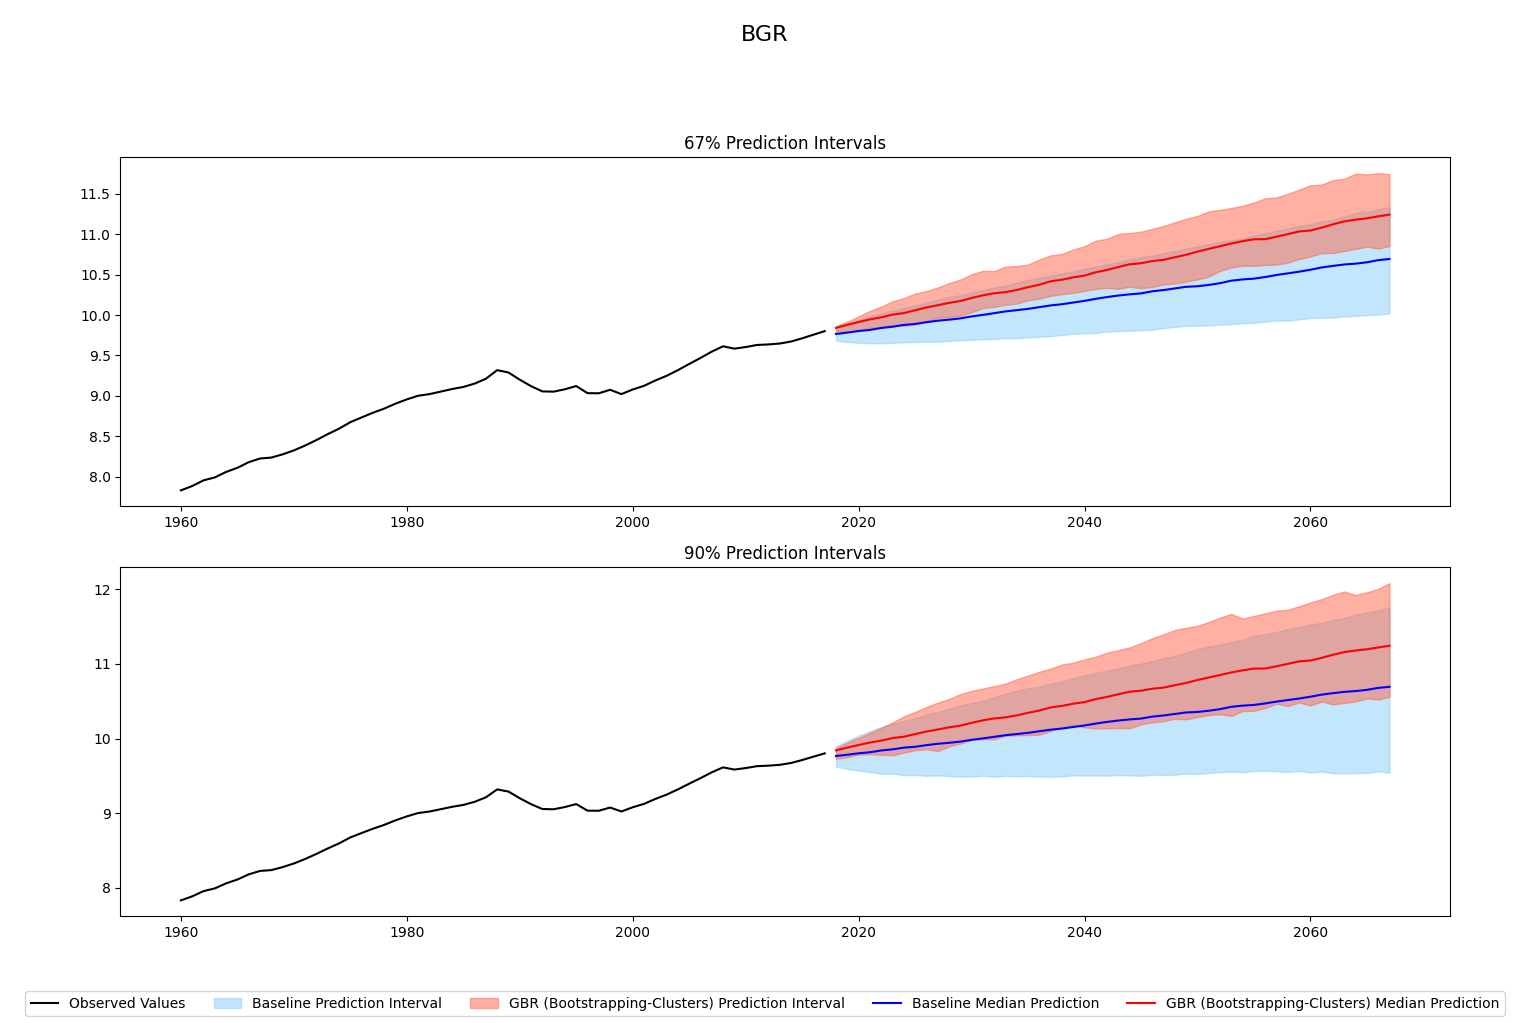 BGR
67% Prediction Intervals
11.5
11.0
10.5
10.0
9.5
9.0
8.5
8.0
1960 1980 2000 2020 2040 2060
90% Prediction Intervals
12
11
10
9
8
1960 1980 2000 2020 2040 2060
Observed Values Baseline Prediction Interval GBR (Bootstrapping-Clusters) Prediction Interval Baseline Median Prediction GBR (Bootstrapping-Clusters) Median Prediction